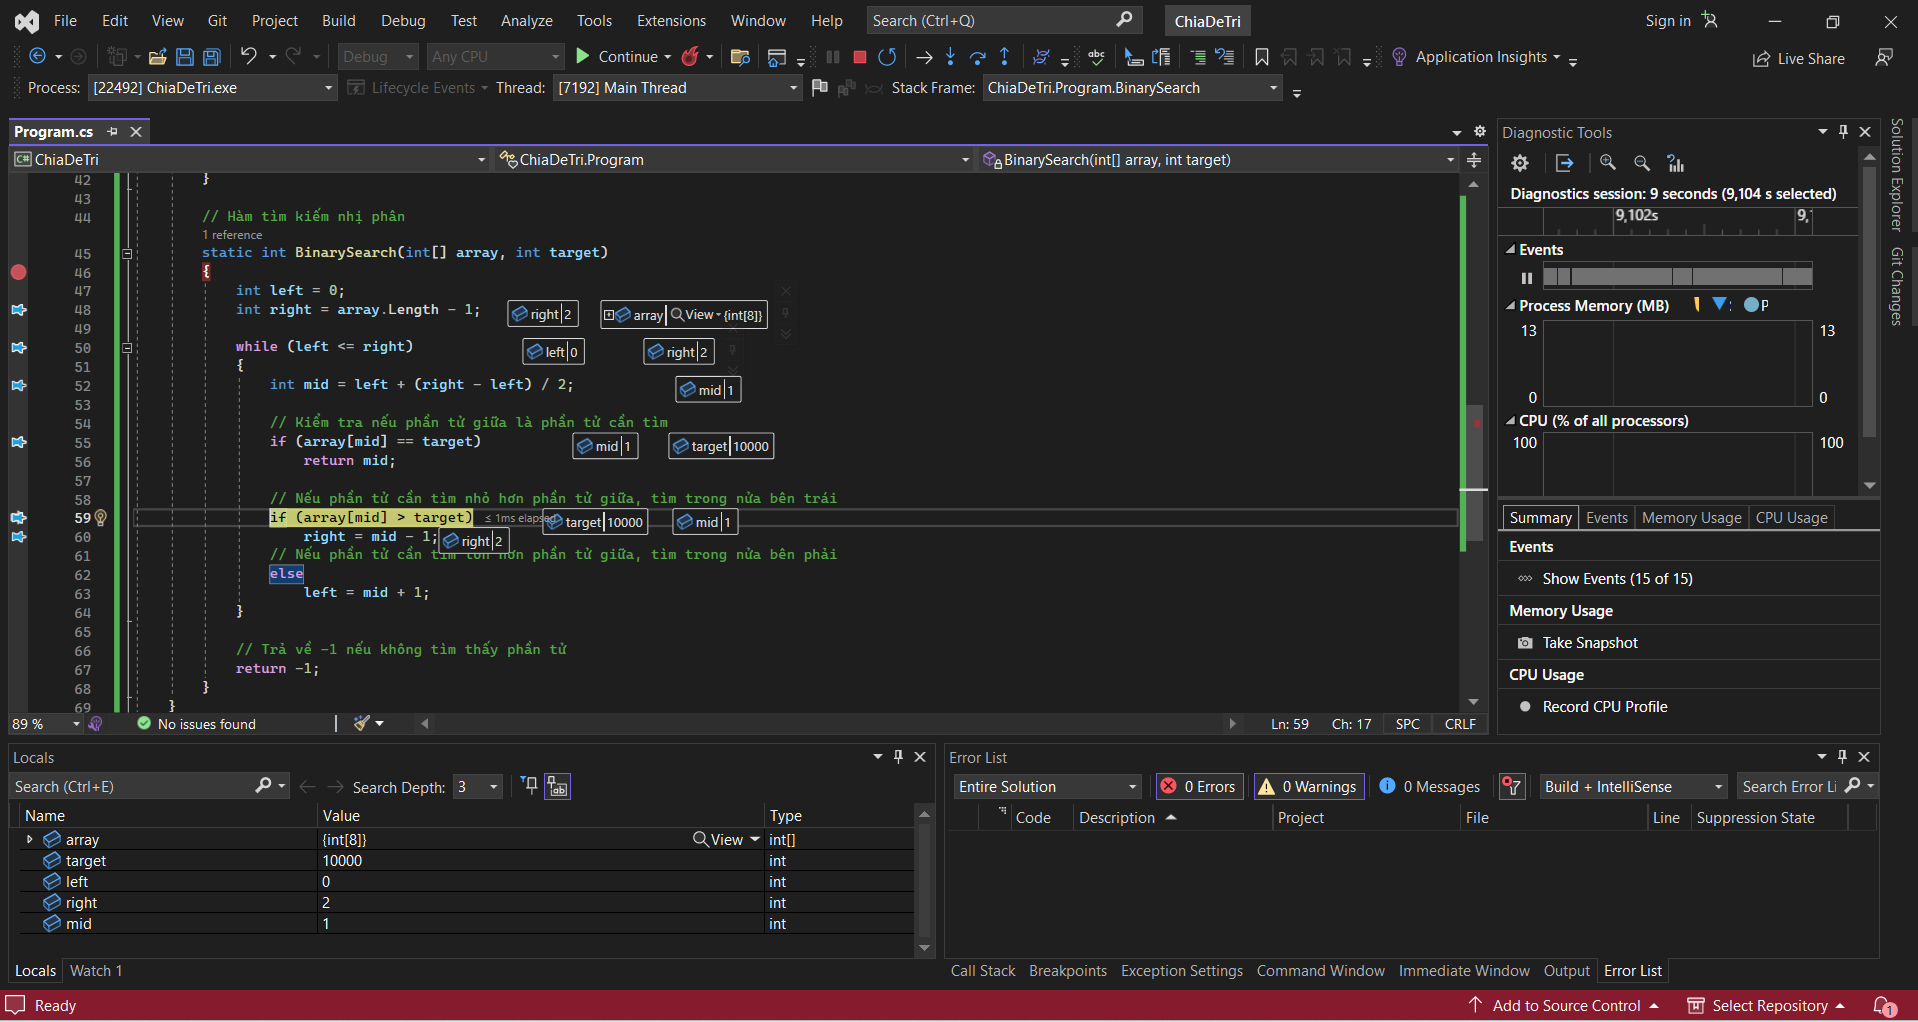 File Edit View Git Project Build Debug Test Analyze Tools Extensions Window Help Search (Ctrl+Q) ChiaDeTri Sign in
Debug Any CPU Continue abc Application Insights Live Share
Process: [22492] ChiaDeTri.exe Lifecycle Events Thread: [7192] Main Thread Stack Frame: ChiaDeTri.Program.BinarySearch
Program.cs
C# ChiaDeTri ChiaDeTri.Program BinarySearch(int[] array, int target)
42 }
43
44 // Hàm tìm kiếm nhị phân
1 reference
45 static int BinarySearch(int[] array, int target)
46 {
47 int left = 0;
48 int right = array.Length - 1; right 2 array View {int[8]}
49
50 while (left <= right) left 0 right 2
51 {
52 int mid = left + (right - left) / 2; mid 1
53
54 // Kiểm tra nếu phần tử giữa là phần tử cần tìm
55 if (array[mid] == target) mid 1 target 10000
56 return mid;
57
58 // Nếu phần tử cần tìm nhỏ hơn phần tử giữa, tìm trong nửa bên trái
59 if (array[mid] > target) ≤ 1ms elapsed target 10000 mid 1
60 right = mid - 1; right 2
61 // Nếu phần tử cần tìm lớn hơn phần tử giữa, tìm trong nửa bên phải
62 else
63 left = mid + 1;
64 }
65
66 // Trả về -1 nếu không tìm thấy phần tử
67 return -1;
68 }
69 }
89 % No issues found Ln: 59 Ch: 17 SPC CRLF
Diagnostic Tools
Diagnostics session: 9 seconds (9,104 s selected)
9,102s 9,1
Events
Process Memory (MB) P
13 13
0 0
CPU (% of all processors)
100 100
Summary Events Memory Usage CPU Usage
Events
Show Events (15 of 15)
Memory Usage
Take Snapshot
CPU Usage
Record CPU Profile
Solution Explorer
Git Changes
Locals
Search (Ctrl+E) Search Depth: 3 ab
Name Value Type
array {int[8]} View int[]
target 10000 int
left 0 int
right 2 int
mid 1 int
Locals Watch 1
Error List
Entire Solution 0 Errors 0 Warnings 0 Messages Build + IntelliSense Search Error Li
Code Description Project File Line Suppression State
Call Stack Breakpoints Exception Settings Command Window Immediate Window Output Error List
Ready Add to Source Control Select Repository 1